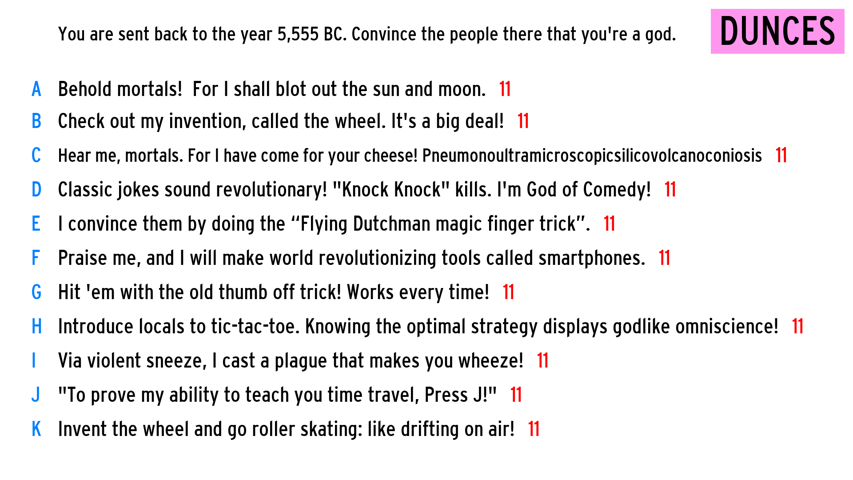 You are sent back to the year 5,555 BC. Convince the people there that you're a god.
DUNCES
A Behold mortals!  For I shall blot out the sun and moon. 11
B Check out my invention, called the wheel. It's a big deal! 11
C Hear me, mortals. For I have come for your cheese! Pneumonoultramicroscopicsilicovolcanoconiosis 11
D Classic jokes sound revolutionary! "Knock Knock" kills. I'm God of Comedy! 11
E I convince them by doing the “Flying Dutchman magic finger trick”. 11
F Praise me, and I will make world revolutionizing tools called smartphones. 11
G Hit 'em with the old thumb off trick! Works every time! 11
H Introduce locals to tic-tac-toe. Knowing the optimal strategy displays godlike omniscience! 11
I Via violent sneeze, I cast a plague that makes you wheeze! 11
J "To prove my ability to teach you time travel, Press J!" 11
K Invent the wheel and go roller skating: like drifting on air! 11